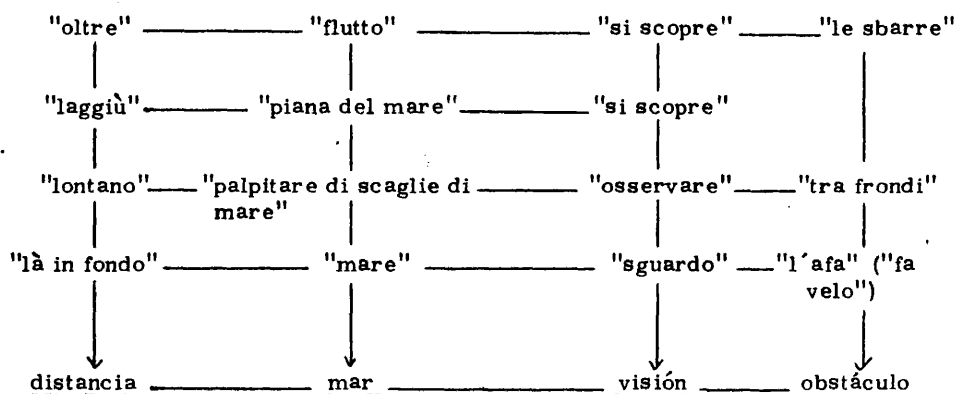 "oltre" "flutto" "si scopre" "le sbarre"
"laggiù" "piana del mare" "si scopre"
"lontano" "palpitare di scaglie di "osservare" "tra frondi"
mare"
"là in fondo" "mare" "sguardo" "l´afa" ("fa
velo")
distancia mar visión obstáculo